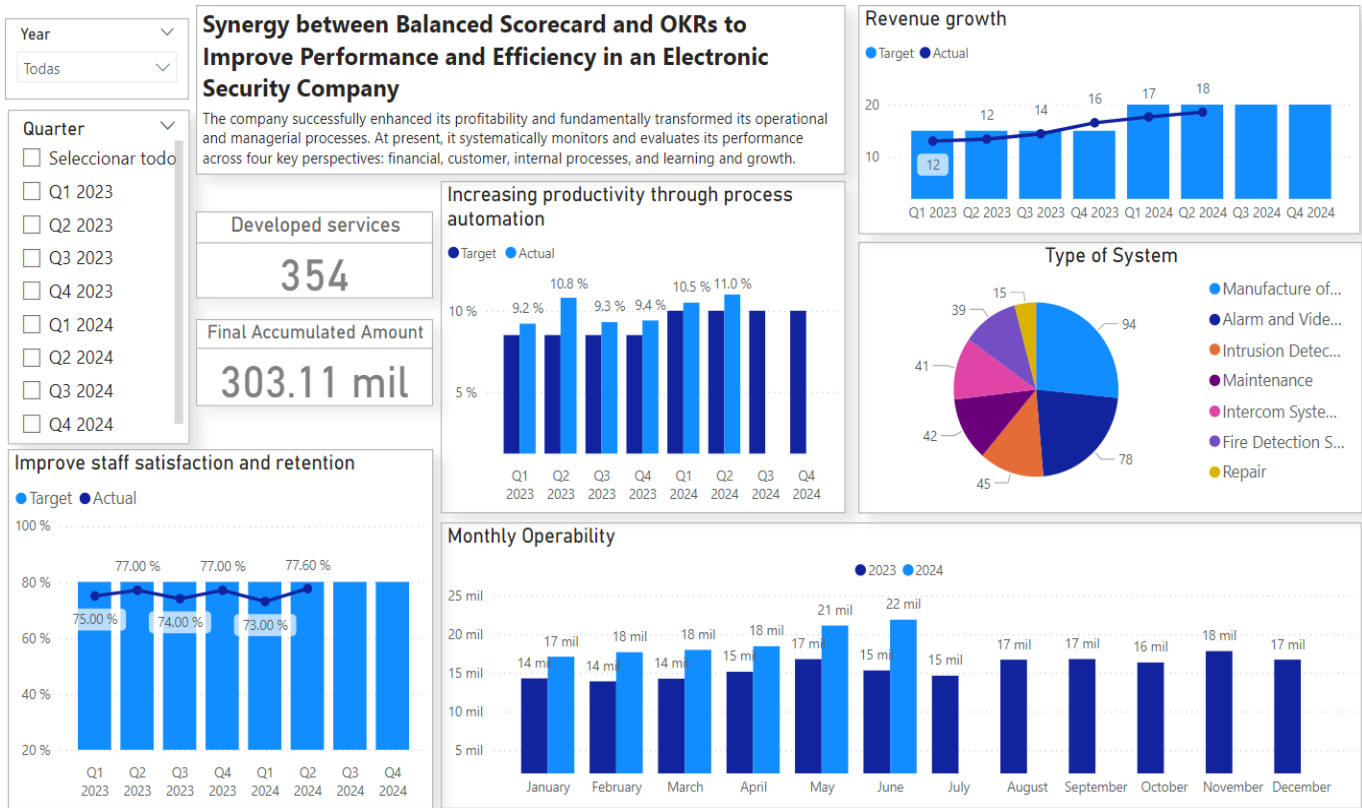 Year
Todas
Quarter
Seleccionar todo
Q1 2023
Q2 2023
Q3 2023
Q4 2023
Q1 2024
Q2 2024
Q3 2024
Q4 2024
Synergy between Balanced Scorecard and OKRs to
Improve Performance and Efficiency in an Electronic
Security Company
The company successfully enhanced its profitability and fundamentally transformed its operational
and managerial processes. At present, it systematically monitors and evaluates its performance
across four key perspectives: financial, customer, internal processes, and learning and growth.
Developed services
354
Final Accumulated Amount
303.11 mil
Increasing productivity through process
automation
Target Actual
10 %
5 %
9.2 % 10.8 % 9.3 % 9.4 % 10.5 % 11.0 %
Q1 Q2 Q3 Q4 Q1 Q2 Q3 Q4
2023 2023 2023 2023 2024 2024 2024 2024
Revenue growth
Target Actual
20
10
12 12 14 16 17 18
Q1 2023 Q2 2023 Q3 2023 Q4 2023 Q1 2024 Q2 2024 Q3 2024 Q4 2024
Type of System
94
78
45
42
41
39
15
Manufacture of...
Alarm and Vide...
Intrusion Detec...
Maintenance
Intercom Syste...
Fire Detection S...
Repair
Improve staff satisfaction and retention
Target Actual
100 %
80 %
60 %
40 %
20 %
75.00 % 77.00 % 74.00 % 77.00 % 73.00 % 77.60 %
Q1 Q2 Q3 Q4 Q1 Q2 Q3 Q4
2023 2023 2023 2023 2024 2024 2024 2024
Monthly Operability
2023 2024
25 mil
20 mil
15 mil
10 mil
5 mil
14 mil 17 mil 14 mil 18 mil 14 mil 18 mil 15 mil 18 mil 17 mil 21 mil 15 mil 22 mil 15 mil 17 mil 17 mil 16 mil 18 mil 17 mil
January February March April May June July August September October November December